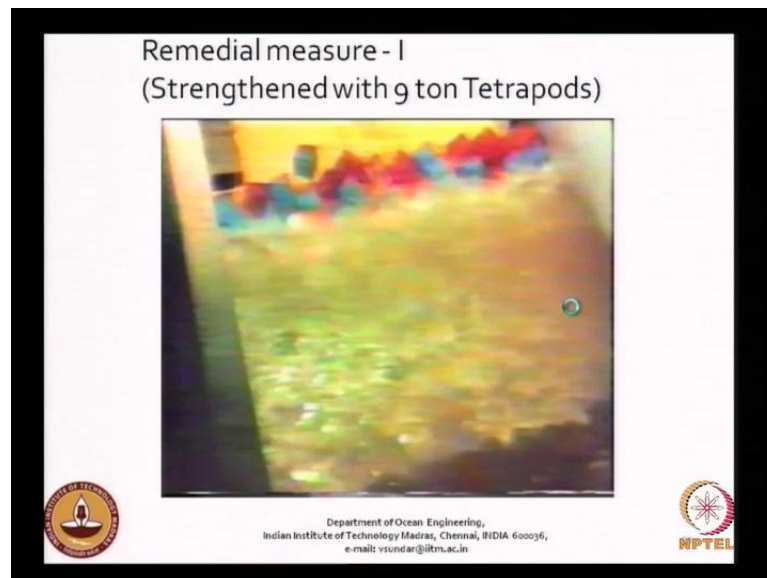 Remedial measure - I
(Strengthened with 9 ton Tetrapods)
Department of Ocean Engineering,
Indian Institute of Technology Madras, Chennai, INDIA 600036,
e-mail: vsundar@iitm.ac.in
NPTEL